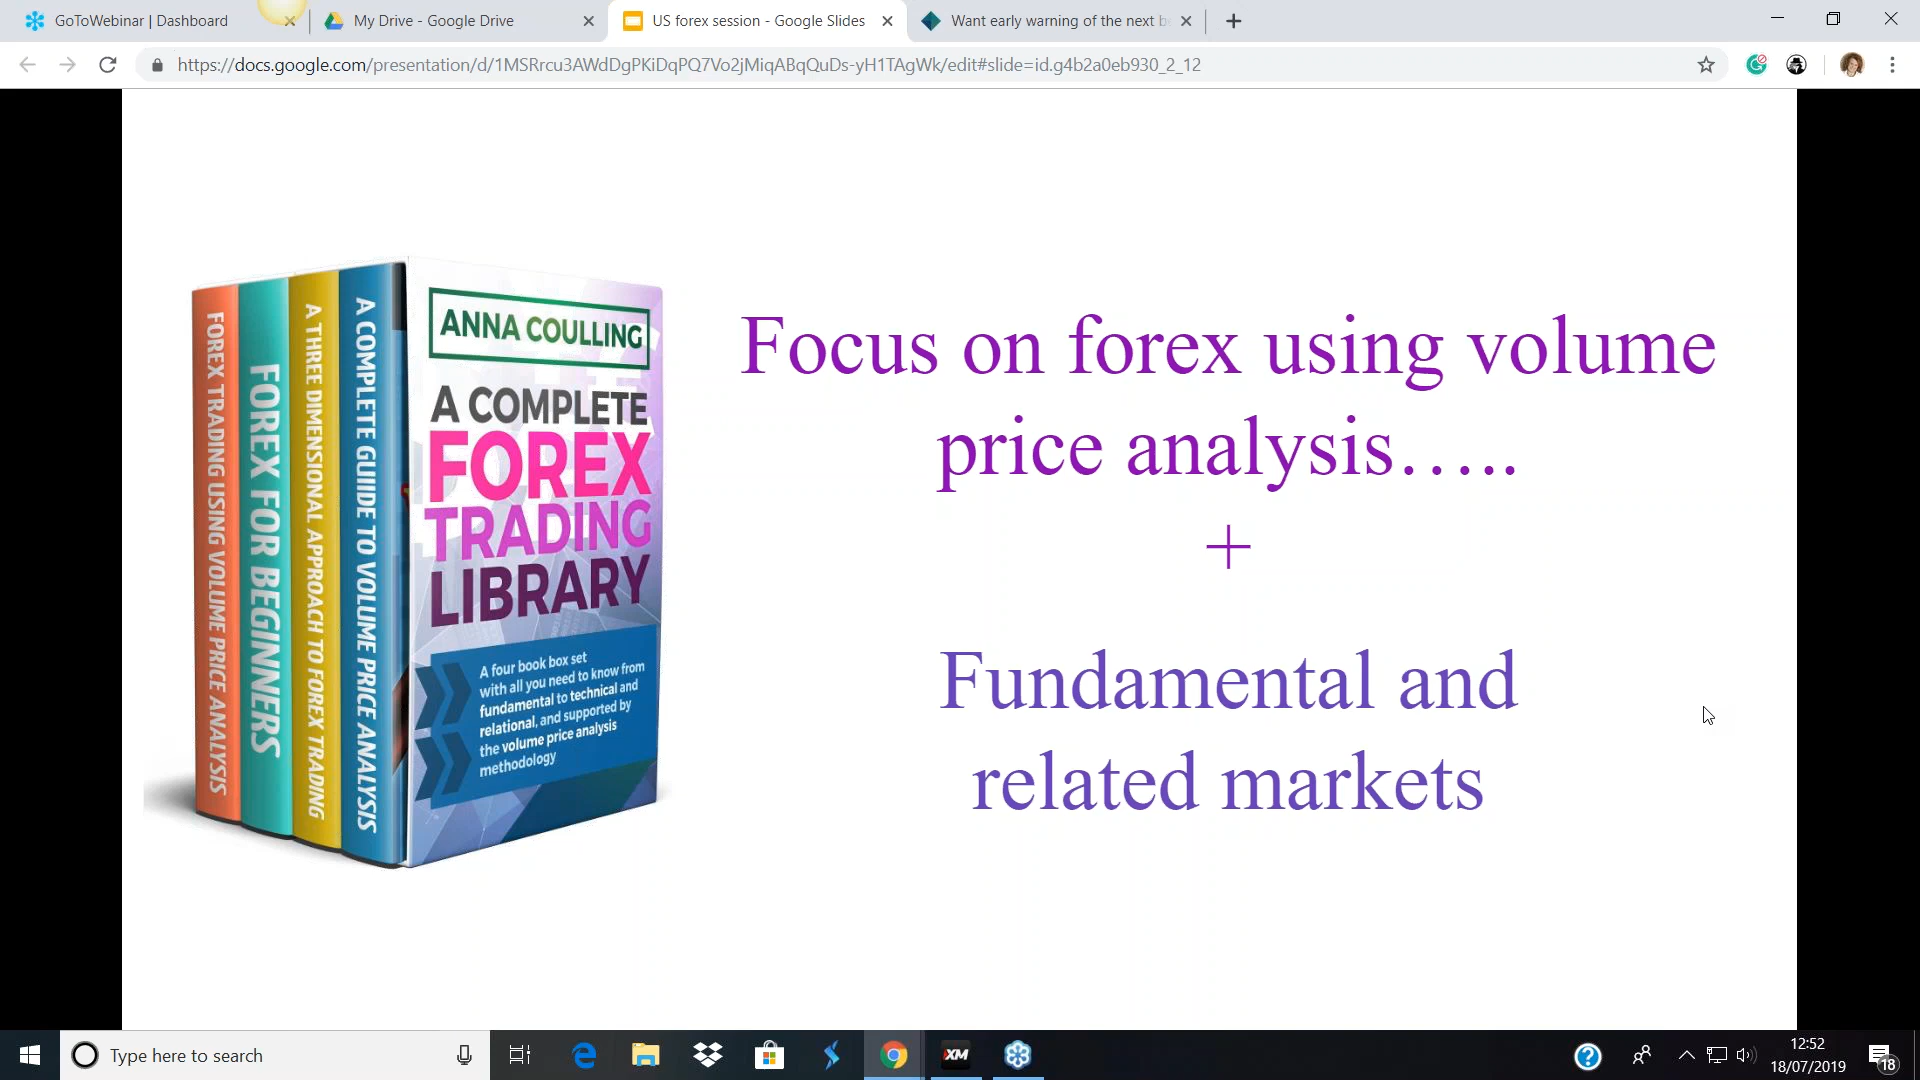 GoToWebinar | Dashboard
My Drive - Google Drive
US forex session - Google Slides
Want early warning of the next b
https://docs.google.com/presentation/d/1MSRrcu3AWdDgPKiDqPQ7Vo2jMiqABqQuDs-yH1TAgWk/edit#slide=id.g4b2a0eb930_2_12
FOREX TRADING USING VOLUME PRICE ANALYSIS
FOREX FOR BEGINNERS
A THREE DIMENSIONAL APPROACH TO FOREX TRADING
A COMPLETE GUIDE TO VOLUME PRICE ANALYSIS
ANNA COULLING
A COMPLETE
FOREX
TRADING
LIBRARY
A four book box set
with all you need to know from
fundamental to technical and
relational, and supported by
the volume price analysis
methodology
Focus on forex using volume
price analysis.....
+
Fundamental and
related markets
Type here to search
XM
12:52
18/07/2019
18